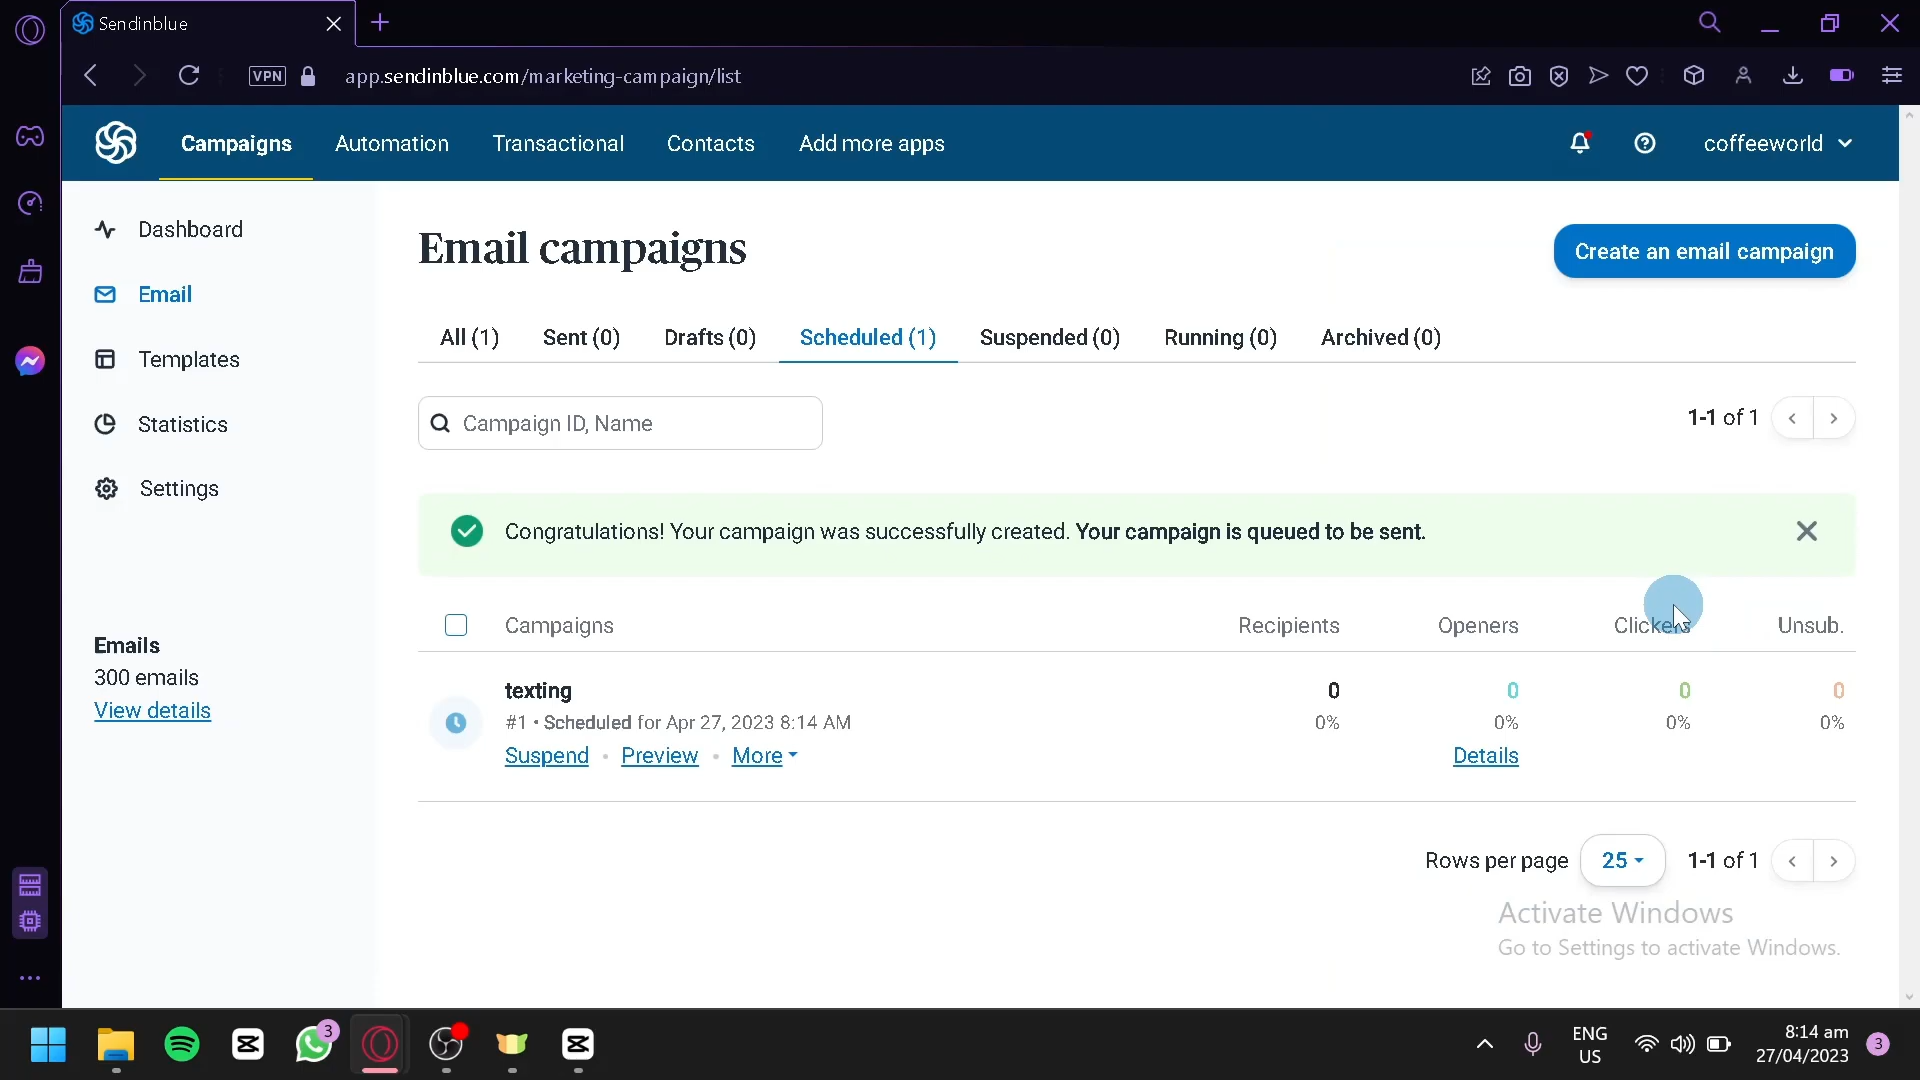 Sendinblue
VPN app.sendinblue.com/marketing-campaign/list
Campaigns Automation Transactional Contacts Add more apps coffeeworld
Dashboard
Email
Templates
Statistics
Settings
Emails
300 emails
View details
Email campaigns
Create an email campaign
All (1) Sent (0) Drafts (0) Scheduled (1) Suspended (0) Running (0) Archived (0)
Campaign ID, Name
1-1 of 1
Congratulations! Your campaign was successfully created. Your campaign is queued to be sent.
Campaigns Recipients Openers Clickers Unsub.
texting 0 0 0 0
#1 • Scheduled for Apr 27, 2023 8:14 AM 0% 0% 0% 0%
Suspend • Preview • More Details
Rows per page 25 1-1 of 1
Activate Windows
Go to Settings to activate Windows.
3
ENG
US
8:14 am
27/04/2023
3